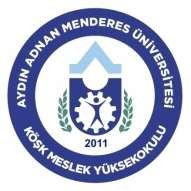 AYDIN ADNAN MENDERES ÜNİVERSİTESİ
2011
KÖŞK MESLEK YÜKSEKOKULU